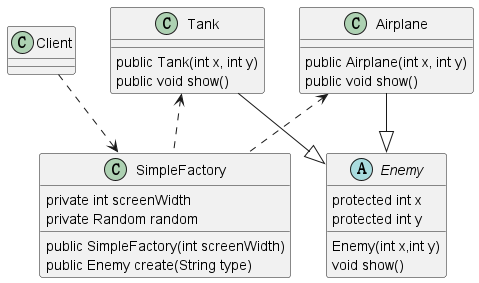 C Client
C Tank
public Tank(int x, int y)
public void show()
C Airplane
public Airplane(int x, int y)
public void show()
C SimpleFactory
private int screenWidth
private Random random
public SimpleFactory(int screenWidth)
public Enemy create(String type)
A Enemy
protected int x
protected int y
Enemy(int x,int y)
void show()